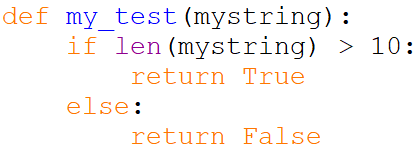 def my_test(mystring):
    if len(mystring) > 10:
        return True
    else:
        return False